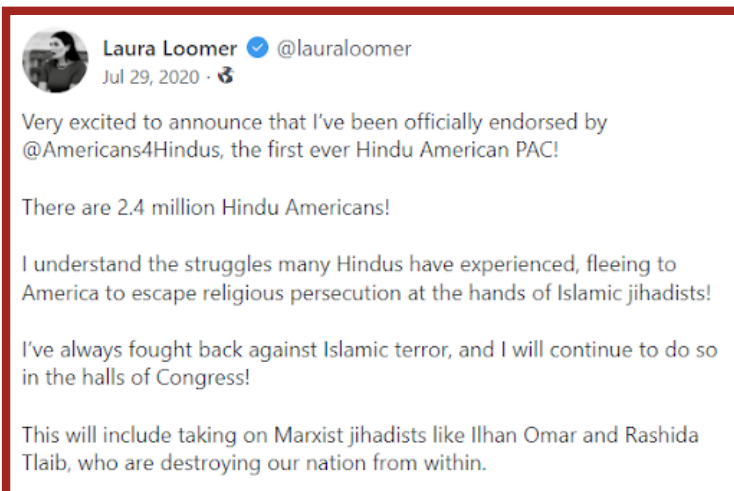 Laura Loomer @lauraloomer
Jul 29, 2020 ·
Very excited to announce that I've been officially endorsed by
@Americans4Hindus, the first ever Hindu American PAC!
There are 2.4 million Hindu Americans!
I understand the struggles many Hindus have experienced, fleeing to
America to escape religious persecution at the hands of Islamic jihadists!
I've always fought back against Islamic terror, and I will continue to do so
in the halls of Congress!
This will include taking on Marxist jihadists like Ilhan Omar and Rashida
Tlaib, who are destroying our nation from within.